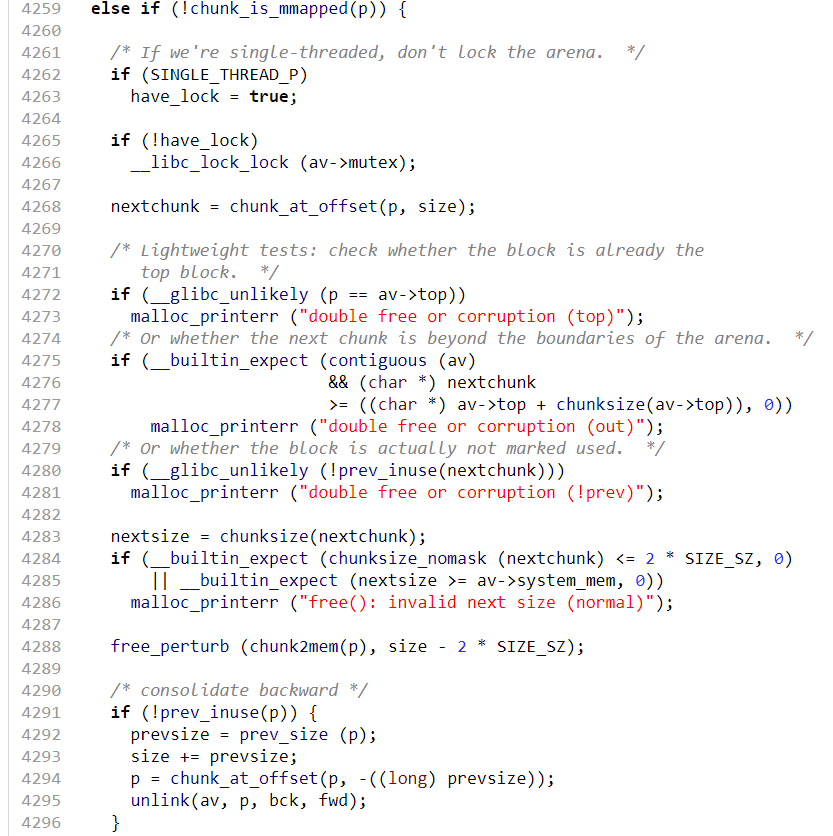 4259 else if (!chunk_is_mmapped(p)) {
4260
4261 /* If we're single-threaded, don't lock the arena. */
4262 if (SINGLE_THREAD_P)
4263 have_lock = true;
4264
4265 if (!have_lock)
4266 __libc_lock_lock (av->mutex);
4267
4268 nextchunk = chunk_at_offset(p, size);
4269
4270 /* Lightweight tests: check whether the block is already the
4271 top block. */
4272 if (__glibc_unlikely (p == av->top))
4273 malloc_printerr ("double free or corruption (top)");
4274 /* Or whether the next chunk is beyond the boundaries of the arena. */
4275 if (__builtin_expect (contiguous (av)
4276 && (char *) nextchunk
4277 >= ((char *) av->top + chunksize(av->top)), 0))
4278 malloc_printerr ("double free or corruption (out)");
4279 /* Or whether the block is actually not marked used. */
4280 if (__glibc_unlikely (!prev_inuse(nextchunk)))
4281 malloc_printerr ("double free or corruption (!prev)");
4282
4283 nextsize = chunksize(nextchunk);
4284 if (__builtin_expect (chunksize_nomask (nextchunk) <= 2 * SIZE_SZ, 0)
4285 || __builtin_expect (nextsize >= av->system_mem, 0))
4286 malloc_printerr ("free(): invalid next size (normal)");
4287
4288 free_perturb (chunk2mem(p), size - 2 * SIZE_SZ);
4289
4290 /* consolidate backward */
4291 if (!prev_inuse(p)) {
4292 prevsize = prev_size (p);
4293 size += prevsize;
4294 p = chunk_at_offset(p, -((long) prevsize));
4295 unlink(av, p, bck, fwd);
4296 }